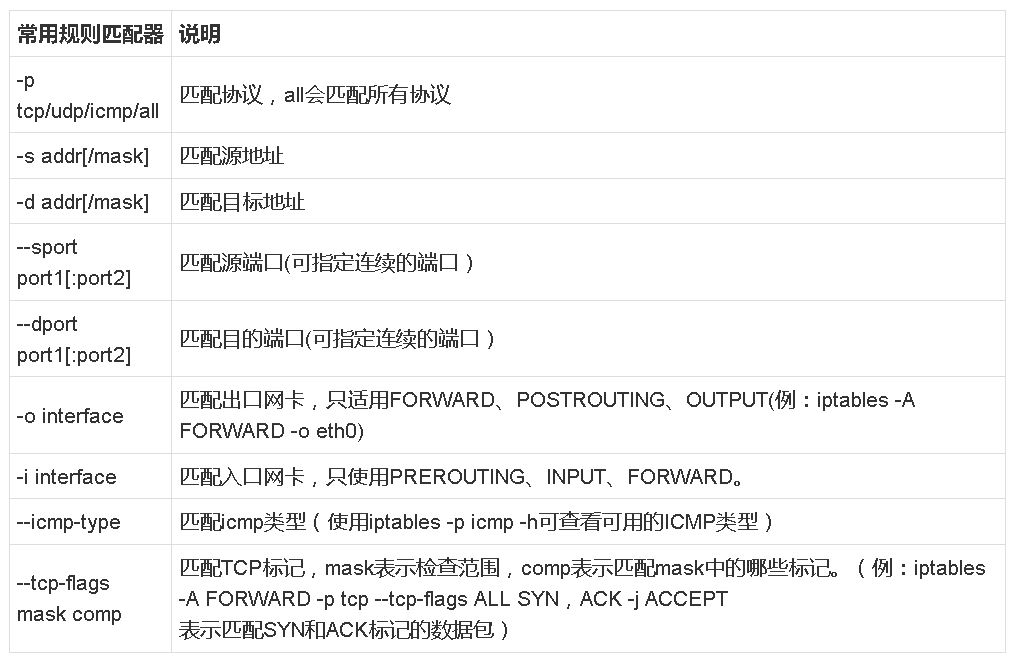 常用规则匹配器 说明
-p
tcp/udp/icmp/all
匹配协议，all会匹配所有协议
-s addr[/mask] 匹配源地址
-d addr[/mask] 匹配目标地址
--sport
port1[:port2]
匹配源端口(可指定连续的端口）
--dport
port1[:port2]
匹配目的端口(可指定连续的端口）
-o interface
匹配出口网卡，只适用FORWARD、POSTROUTING、OUTPUT(例：iptables -A
FORWARD -o eth0)
-i interface 匹配入口网卡，只使用PREROUTING、INPUT、FORWARD。
--icmp-type 匹配icmp类型（使用iptables -p icmp -h可查看可用的ICMP类型）
--tcp-flags
mask comp
匹配TCP标记，mask表示检查范围，comp表示匹配mask中的哪些标记。（例：iptables
-A FORWARD -p tcp --tcp-flags ALL SYN，ACK -j ACCEPT
表示匹配SYN和ACK标记的数据包）